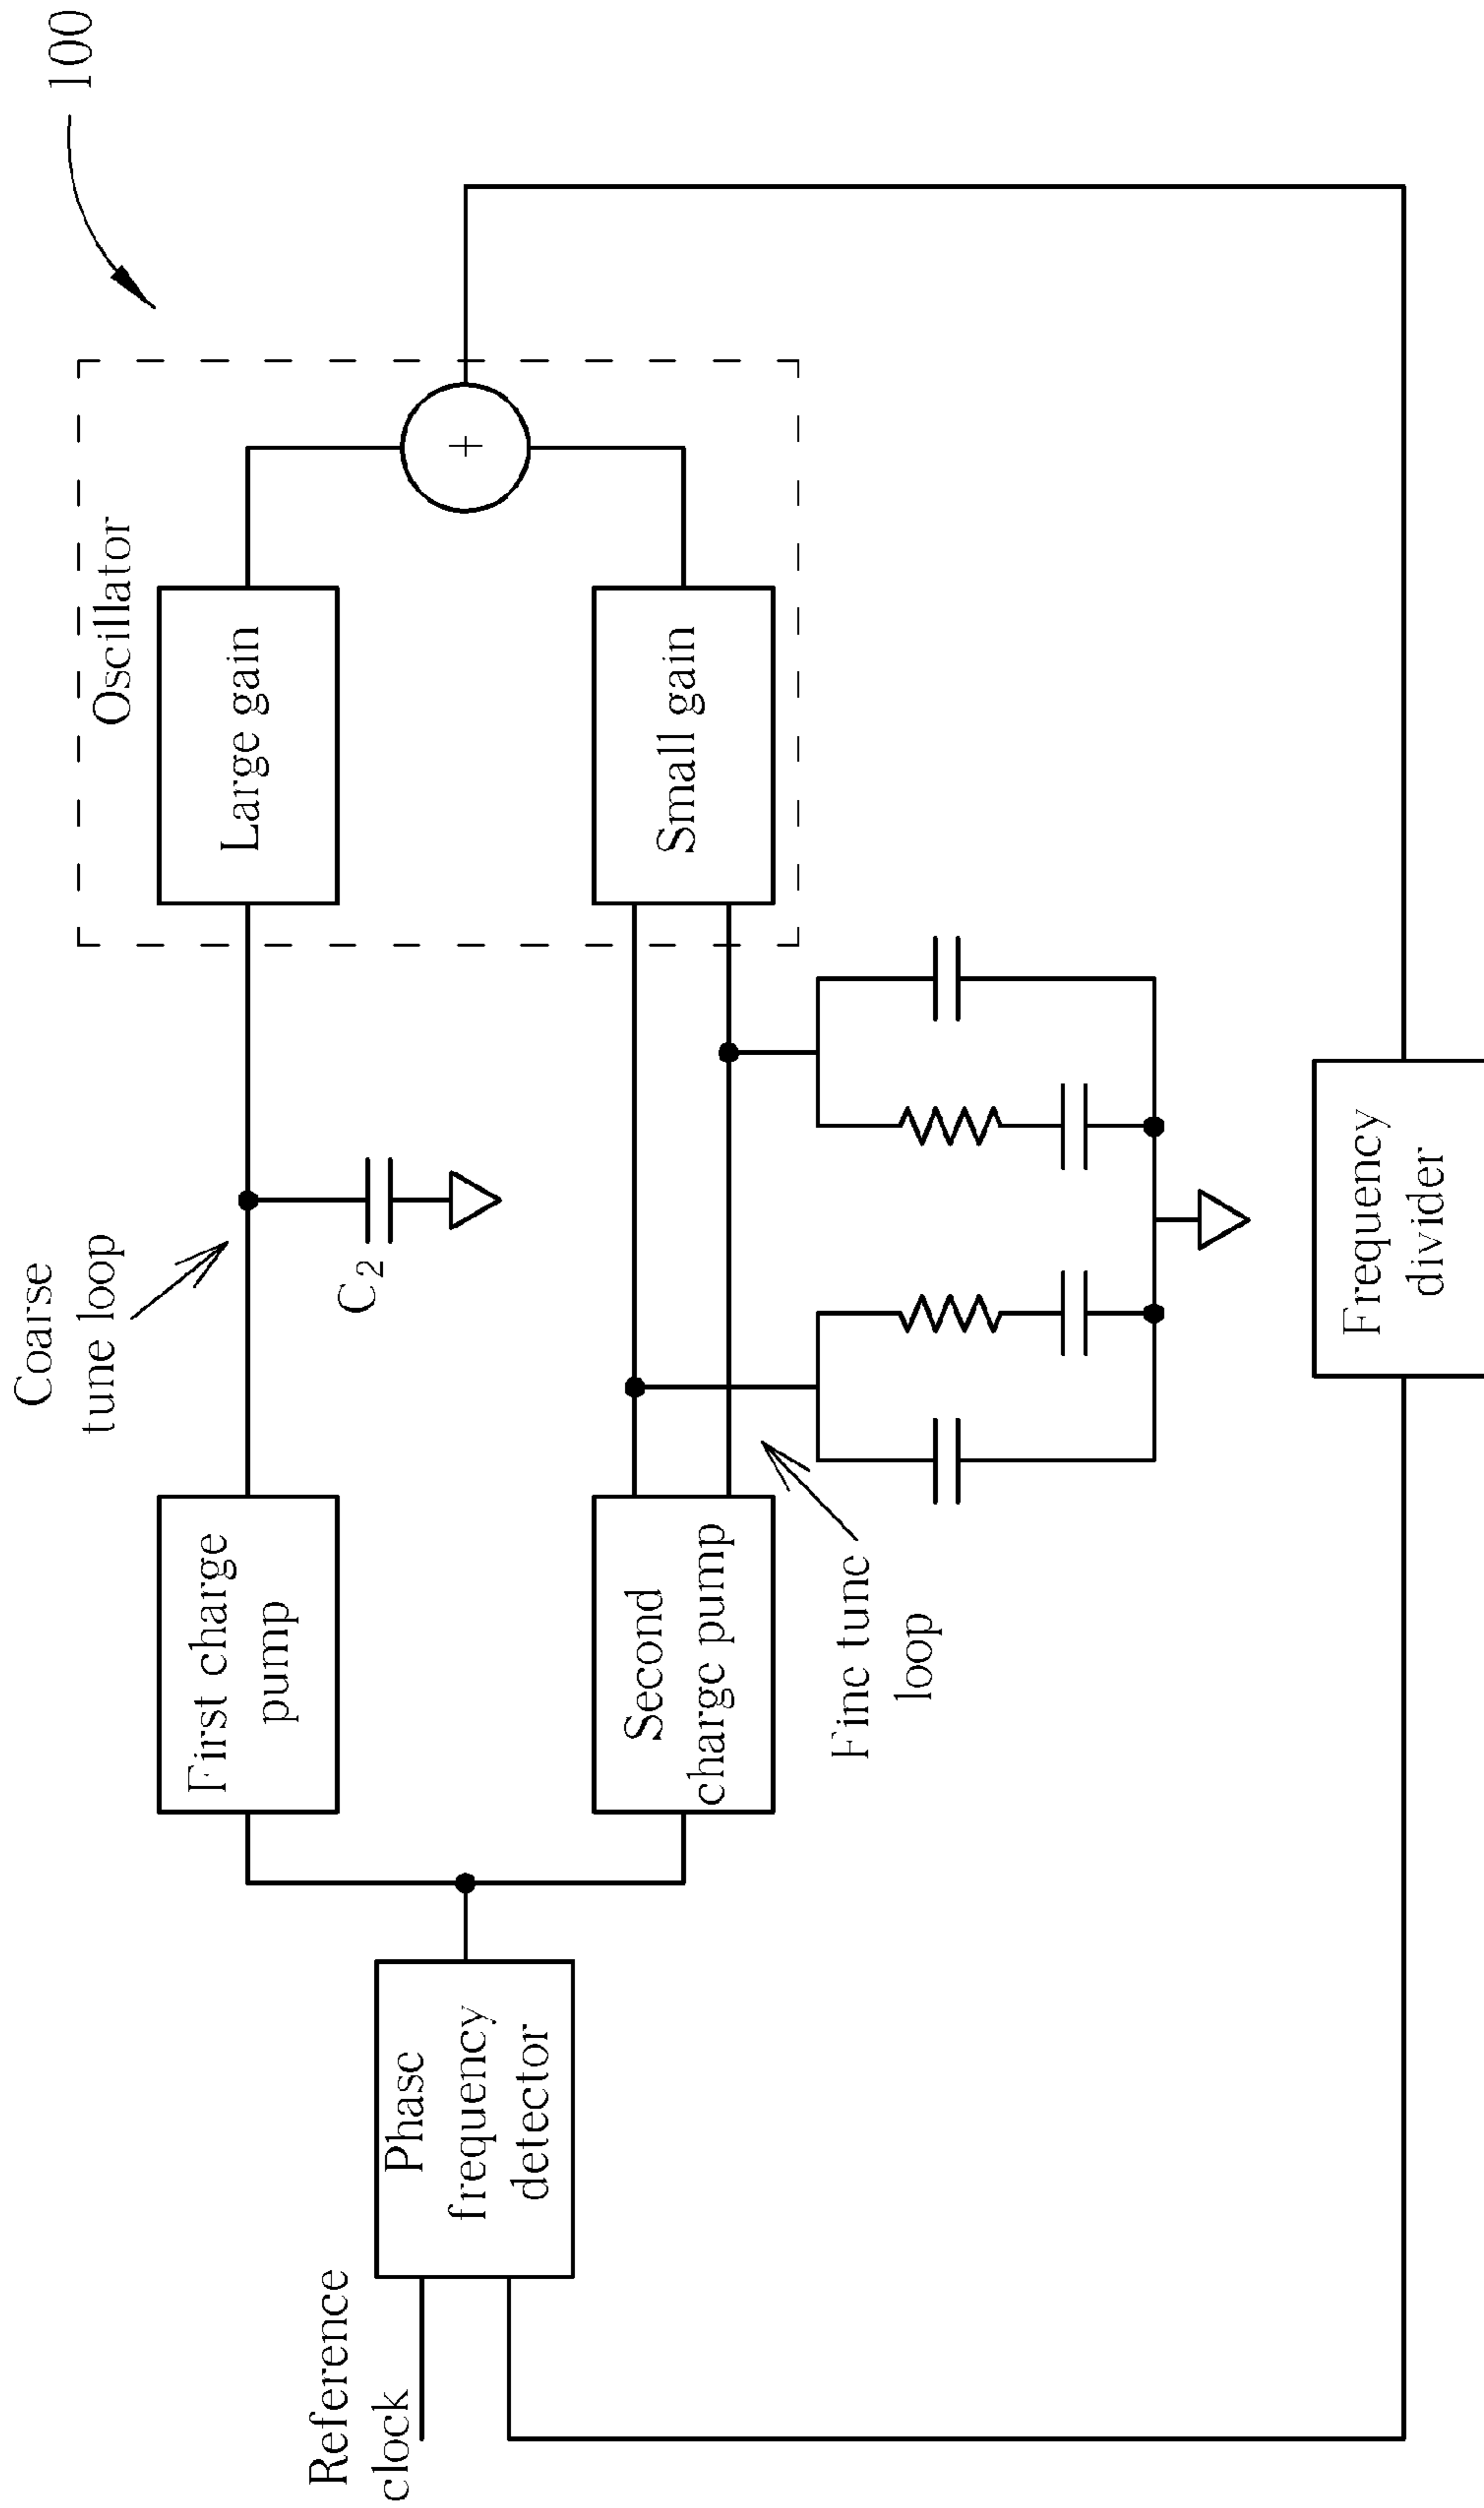 100
Coarse
tune loop
Oscillator
First charge
pump
Large gain
C2
Reference
clock
Phase
frequency
detector
Second
charge pump
Small gain
Fine tune
loop
Frequency
divider
+